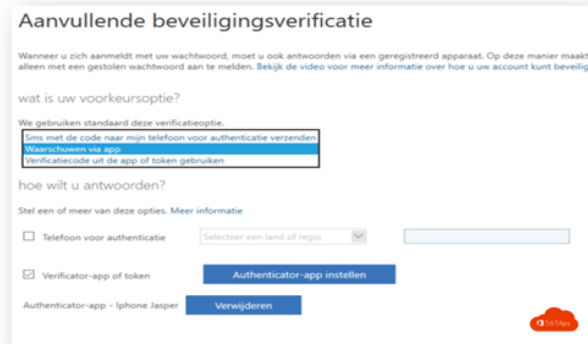 Aanvullende beveiligingsverificatie
Wanneer u zich aanmeldt met uw wachtwoord, moet u ook antwoorden via een geregistreerd apparaat. Op deze manier maakt
alleen met een gestolen wachtwoord aan te melden. Bekijk de video voor meer informatie over hoe u uw account kunt beveilig
wat is uw voorkeursoptie?
We gebruiken standaard deze verificatieoptie.
Sms met de code naar mijn telefoon voor authenticatie verzenden
Waarschuwen via app
Verificatiecode uit de app of token gebruiken
hoe wilt u antwoorden?
Stel een of meer van deze opties. Meer informatie
Telefoon voor authenticatie Selecteer een land of regio
Verificator-app of token Authenticator-app instellen
Authenticator-app - Iphone Jasper Verwijderen
365tips